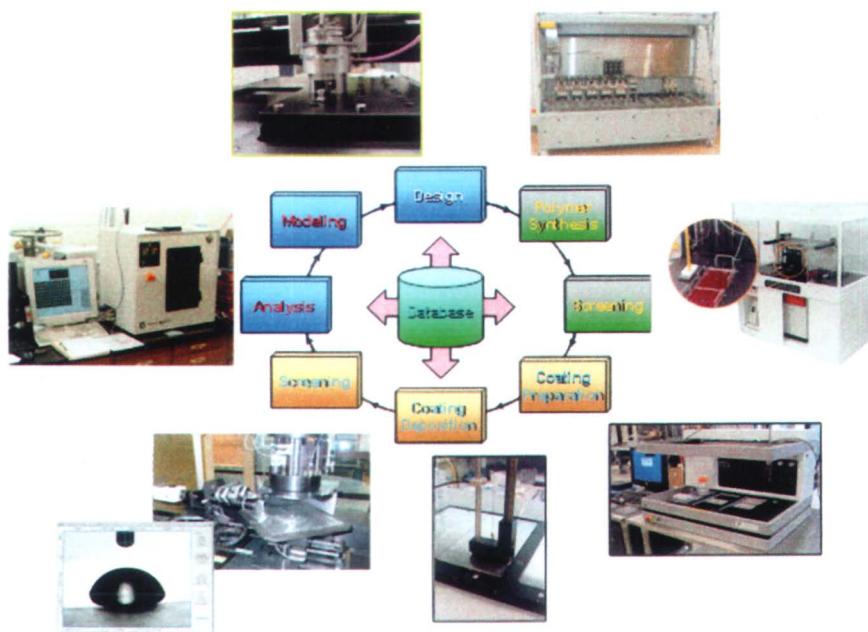 Design
Polymer
Synthesis
Screening
Coating
Preparation
Coating
Deposition
Screening
Analysis
Modeling
Database